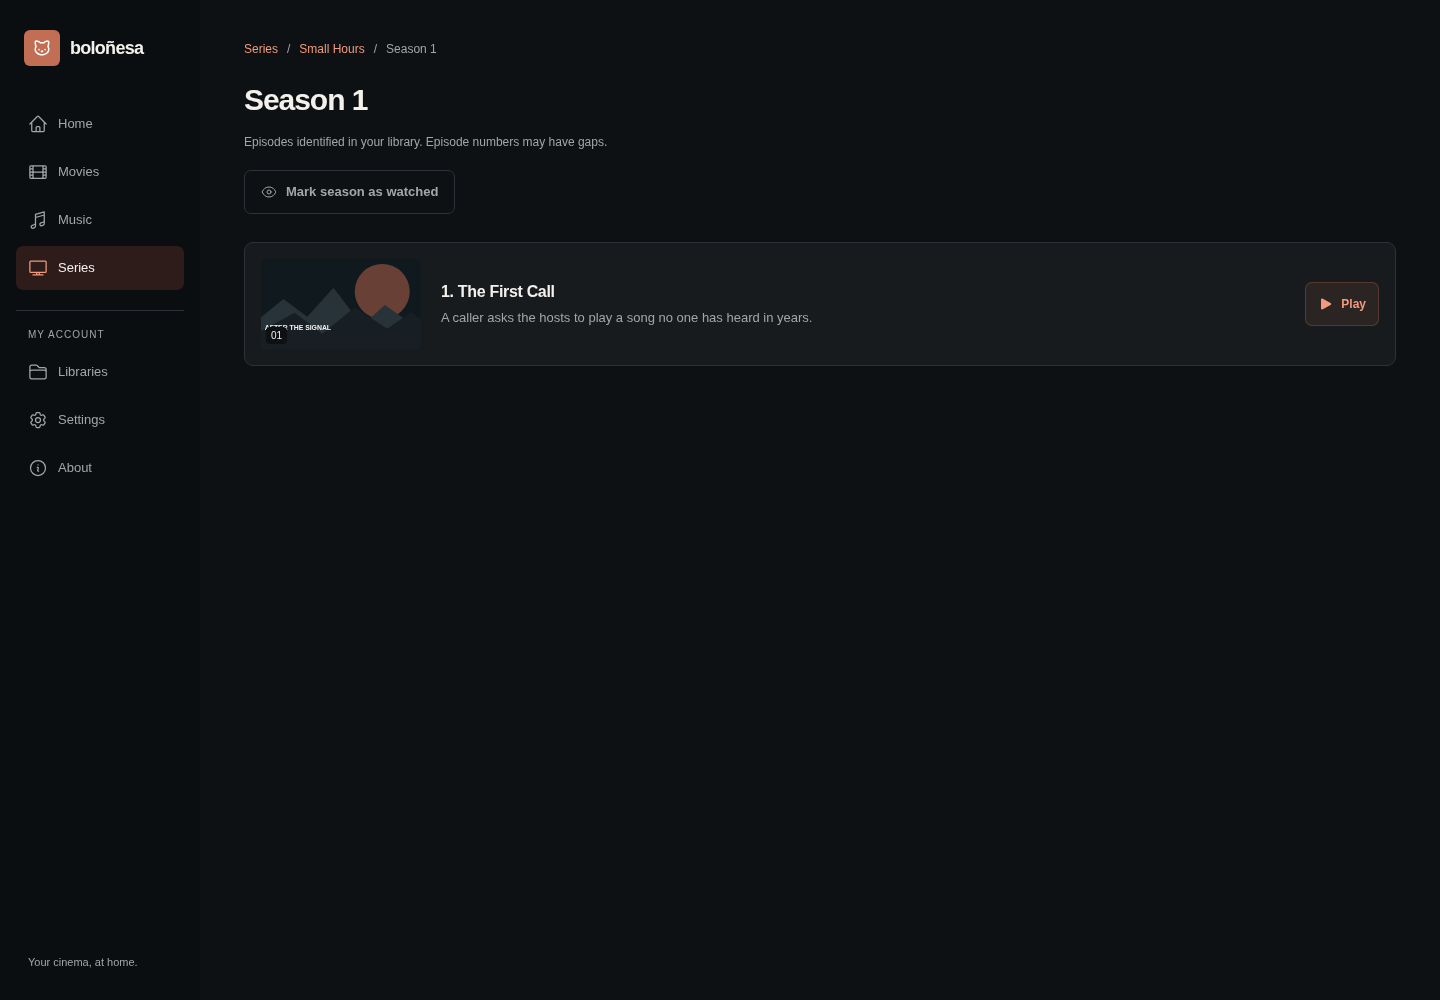 boloñesa
Home
Movies
Music
Series
MY ACCOUNT
Libraries
Settings
About
Your cinema, at home.
Series / Small Hours / Season 1
Season 1
Episodes identified in your library. Episode numbers may have gaps.
Mark season as watched
AFTER THE SIGNAL
01
1. The First Call
A caller asks the hosts to play a song no one has heard in years.
Play